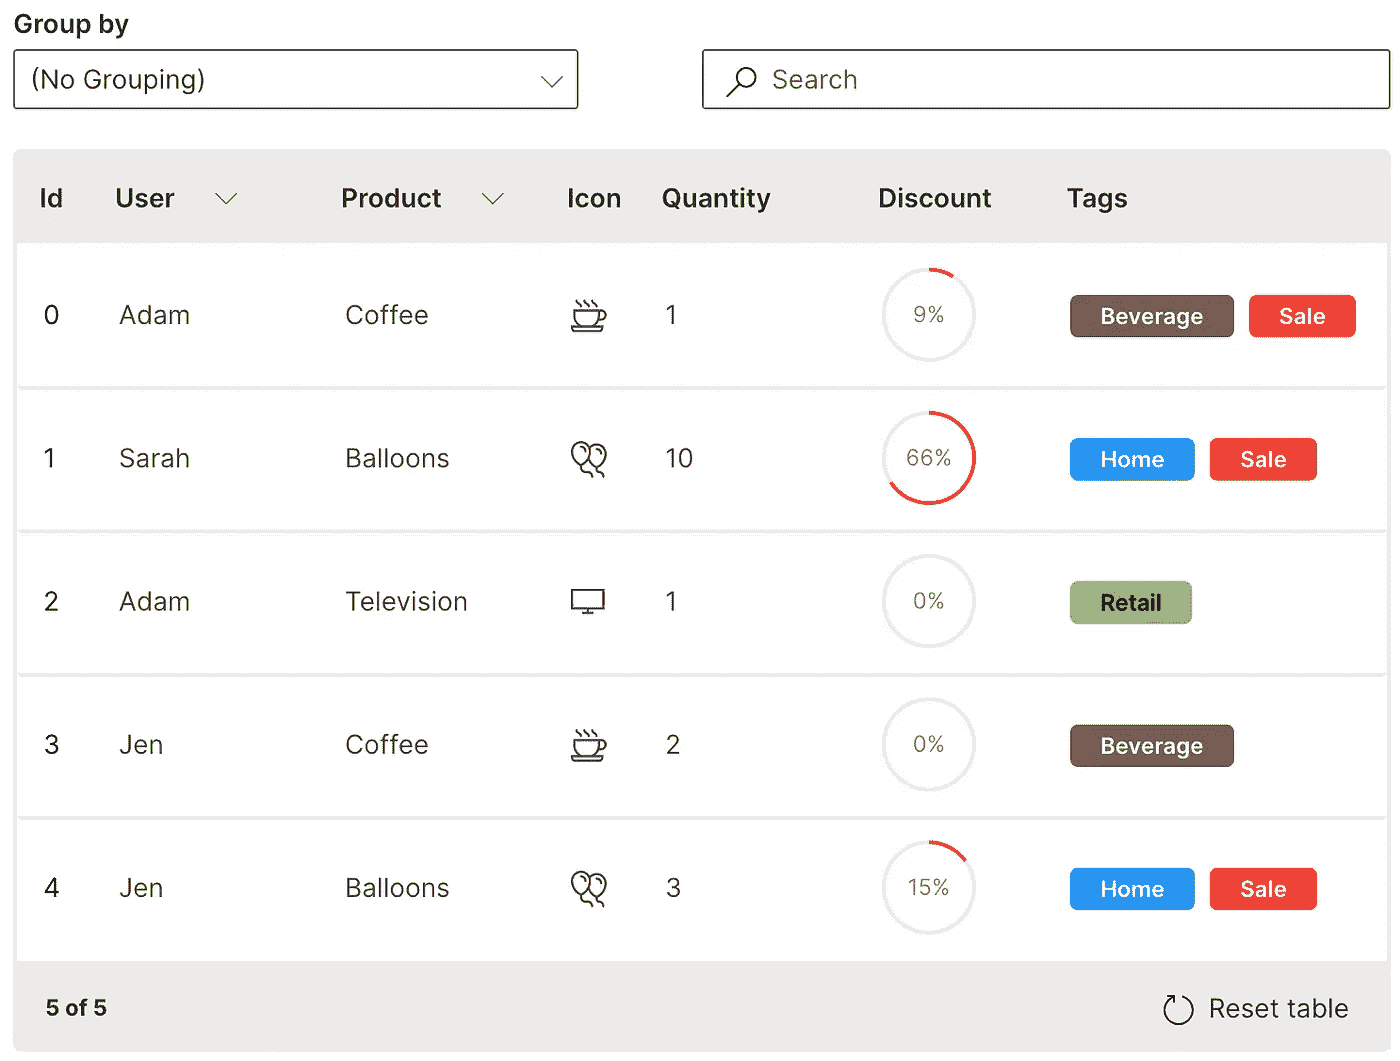 Group by
(No Grouping)
Search
Id User Product Icon Quantity Discount Tags
0 Adam Coffee 1 9% Beverage Sale
1 Sarah Balloons 10 66% Home Sale
2 Adam Television 1 0% Retail
3 Jen Coffee 2 0% Beverage
4 Jen Balloons 3 15% Home Sale
5 of 5 Reset table